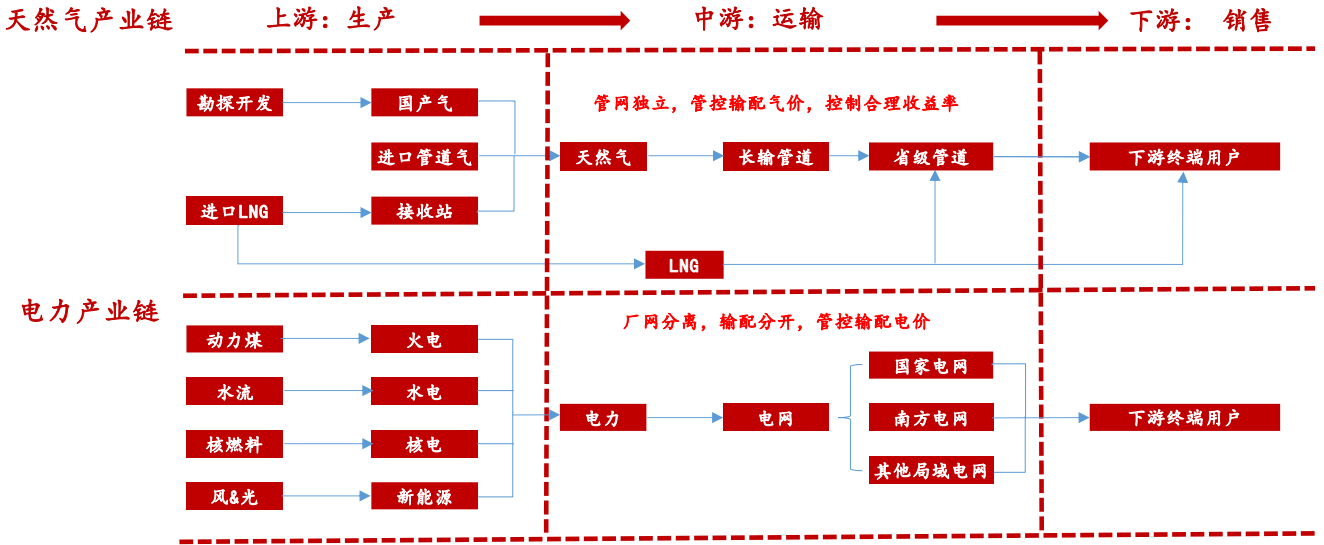 天然气产业链
上游：生产
中游：运输
下游： 销售
勘探开发
国产气
管网独立，管控输配气价，控制合理收益率
进口管道气
天然气
长输管道
省级管道
下游终端用户
进口LNG
接收站
LNG
电力产业链
厂网分离，输配分开，管控输配电价
动力煤
火电
国家电网
水流
水电
电力
电网
南方电网
下游终端用户
核燃料
核电
其他局域电网
风&光
新能源